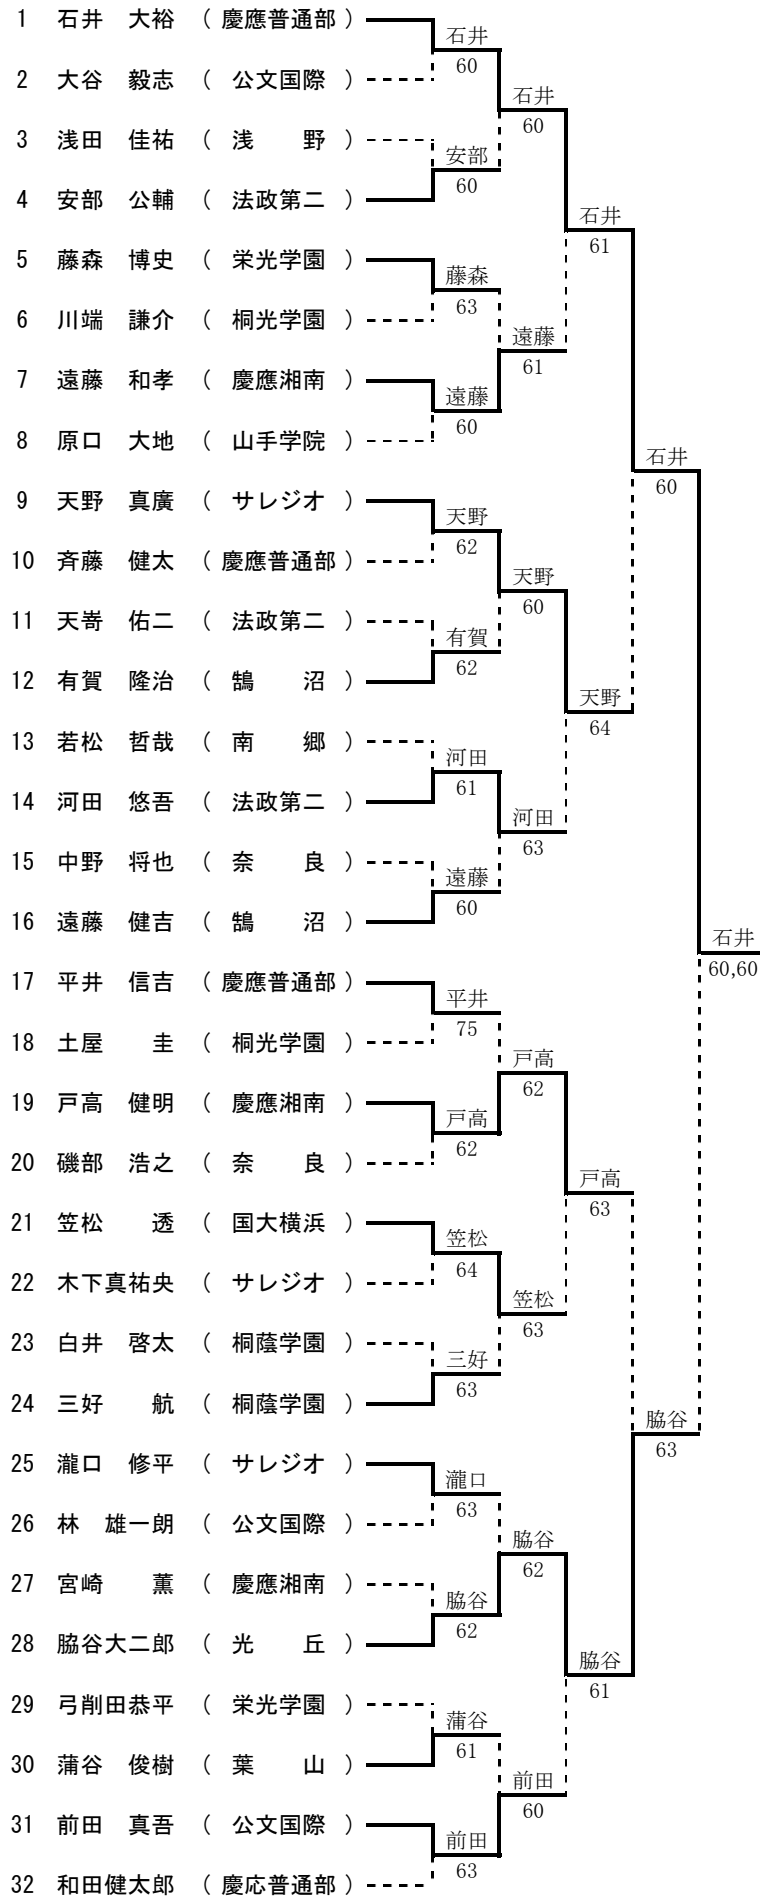 1 石井 大裕 ( 慶應普通部 )
石井
60
2 大谷 毅志 ( 公文国際 )
石井
60
3 浅田 佳祐 ( 浅 野 )
安部
60
4 安部 公輔 ( 法政第二 )
石井
61
5 藤森 博史 ( 栄光学園 )
藤森
63
6 川端 謙介 ( 桐光学園 )
遠藤
61
7 遠藤 和孝 ( 慶應湘南 )
遠藤
60
8 原口 大地 ( 山手学院 )
石井
60
9 天野 真廣 ( サレジオ )
天野
62
10 斉藤 健太 ( 慶應普通部 )
天野
60
11 天嵜 佑二 ( 法政第二 )
有賀
62
12 有賀 隆治 ( 鵠 沼 )
天野
64
13 若松 哲哉 ( 南 郷 )
河田
61
14 河田 悠吾 ( 法政第二 )
河田
63
15 中野 将也 ( 奈 良 )
遠藤
60
16 遠藤 健吉 ( 鵠 沼 )
石井
60,60
17 平井 信吉 ( 慶應普通部 )
平井
75
18 土屋 圭 ( 桐光学園 )
戸高
62
19 戸高 健明 ( 慶應湘南 )
戸高
62
20 磯部 浩之 ( 奈 良 )
戸高
63
21 笠松 透 ( 国大横浜 )
笠松
64
22 木下真祐央 ( サレジオ )
笠松
63
23 白井 啓太 ( 桐蔭学園 )
三好
63
24 三好 航 ( 桐蔭学園 )
脇谷
63
25 瀧口 修平 ( サレジオ )
瀧口
63
26 林 雄一朗 ( 公文国際 )
脇谷
62
27 宮崎 薫 ( 慶應湘南 )
脇谷
62
28 脇谷大二郎 ( 光 丘 )
脇谷
61
29 弓削田恭平 ( 栄光学園 )
蒲谷
61
30 蒲谷 俊樹 ( 葉 山 )
前田
60
31 前田 真吾 ( 公文国際 )
前田
63
32 和田健太郎 ( 慶応普通部 )